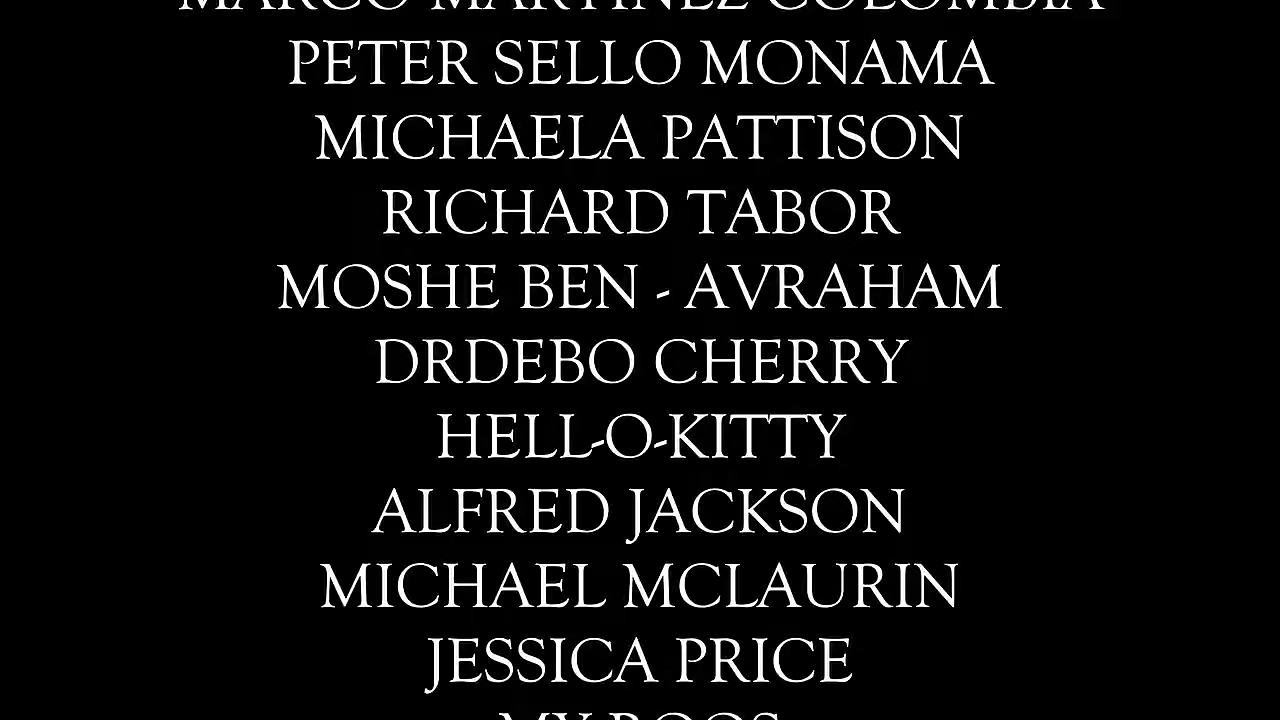 MARCO MARTINEZ COLOMBIA
PETER SELLO MONAMA
MICHAELA PATTISON
RICHARD TABOR
MOSHE BEN - AVRAHAM
DRDEBO CHERRY
HELL-O-KITTY
ALFRED JACKSON
MICHAEL MCLAURIN
JESSICA PRICE